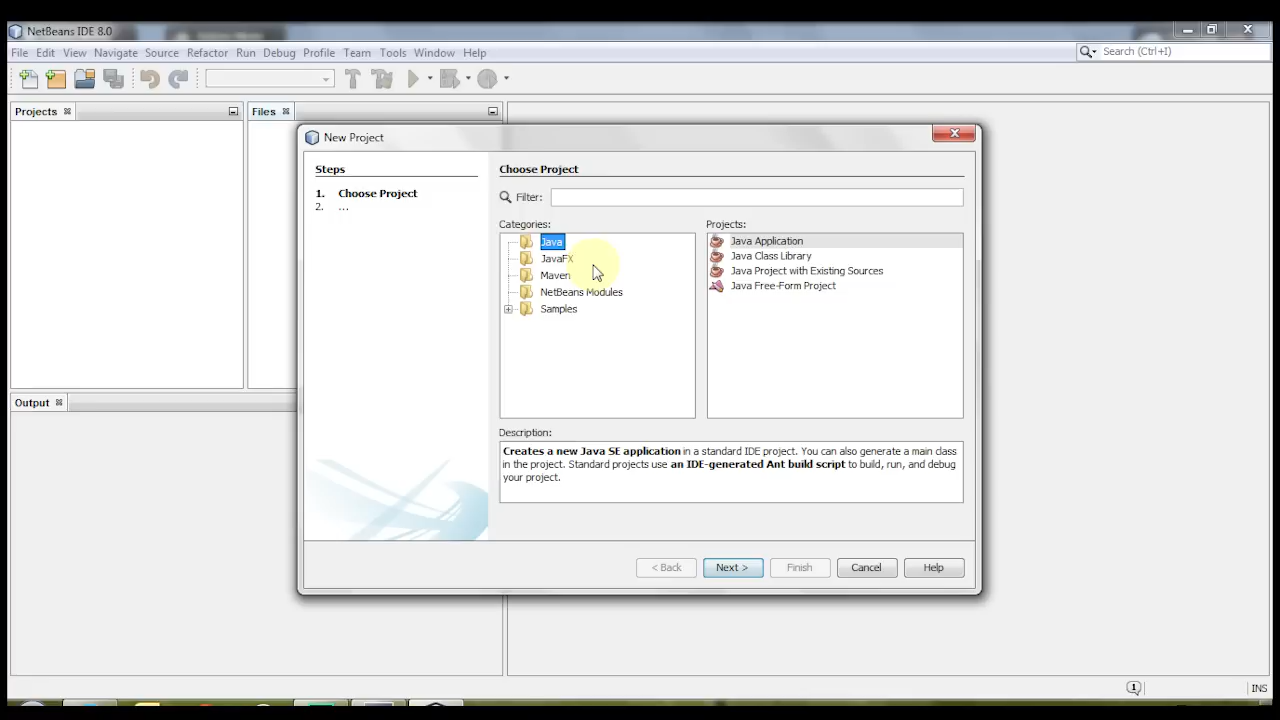 NetBeans IDE 8.0
File Edit View Navigate Source Refactor Run Debug Profile Team Tools Window Help
Search (Ctrl+I)
Projects
Files
New Project
Steps
Choose Project
1. Choose Project
2. ...
Filter:
Categories:
Projects:
Java
JavaFX
Maven
NetBeans Modules
Samples
Java Application
Java Class Library
Java Project with Existing Sources
Java Free-Form Project
Output
Description:
Creates a new Java SE application in a standard IDE project. You can also generate a main class
in the project. Standard projects use an IDE-generated Ant build script to build, run, and debug
your project.
< Back
Next >
Finish
Cancel
Help
1
INS